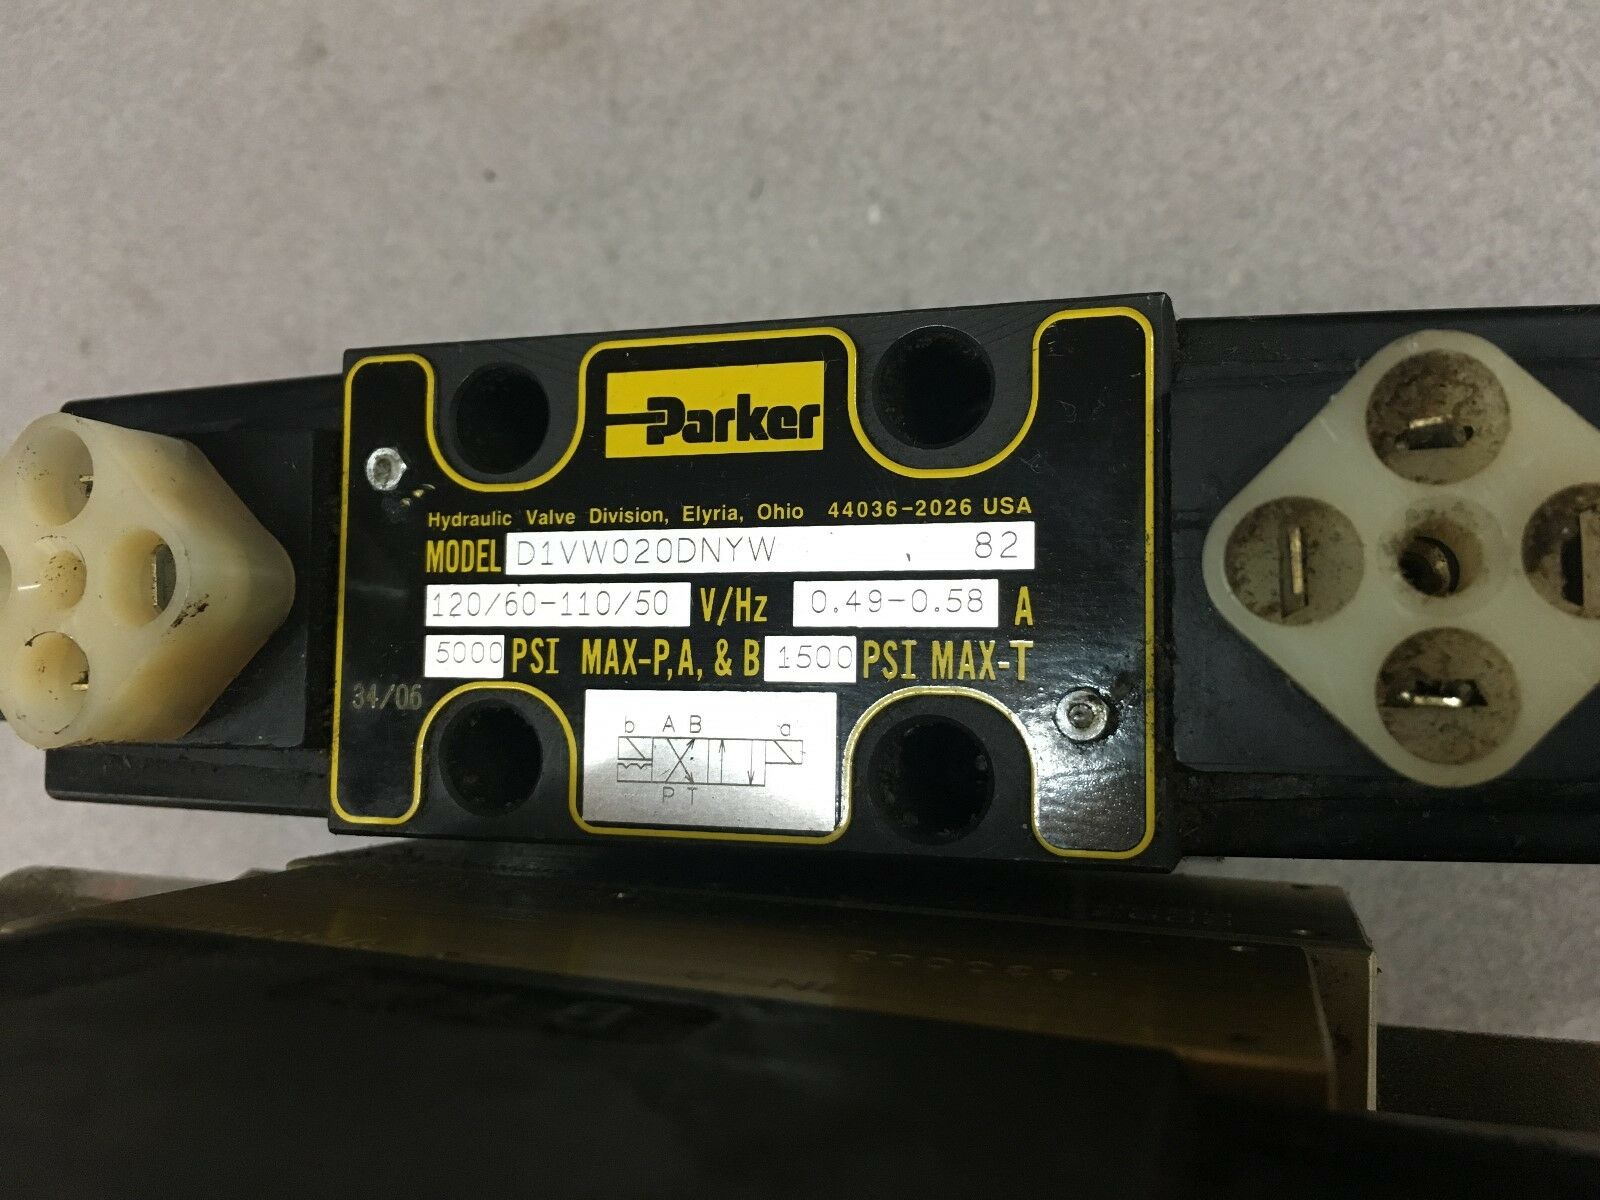 Parker
Hydraulic Valve Division, Elyria, Ohio 44036-2026 USA
MODEL D1VW020DNYW 82
120/60-110/50 V/Hz 0.49-0.58 A
5000 PSI MAX-P,A, & B 1500 PSI MAX-T
34/06
b A B a
P T